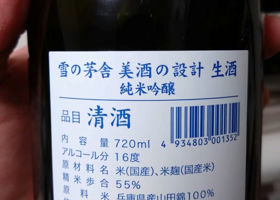 雪の茅舎 美酒の設計 生酒
純米吟醸
品目 清酒
内容量 720ml
4 934803 001352
アルコール分 16度
原材料名 米(国産)、米麹(国産米)
精米歩合 55%
原料米 兵庫県産山田錦100%